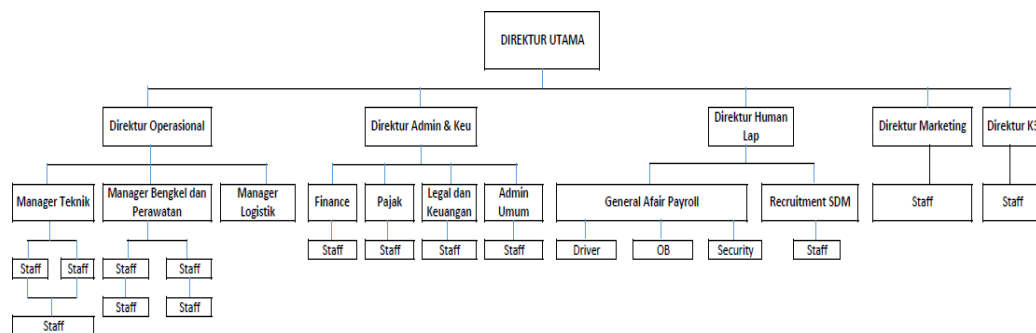 DIREKTUR UTAMA
Direktur Operasional
Direktur Admin & Keu
Direktur Human
Lap
Direktur Marketing
Direktur K3
Manager Teknik
Manager Bengkel dan
Perawatan
Manager
Logistik
Finance
Pajak
Legal dan
Keuangan
Admin
Umum
General Afair Payroll
Recruitment SDM
Staff
Staff
Staff
Staff
Staff
Staff
Driver
OB
Security
Staff
Staff
Staff
Staff
Staff
Staff
Staff
Staff